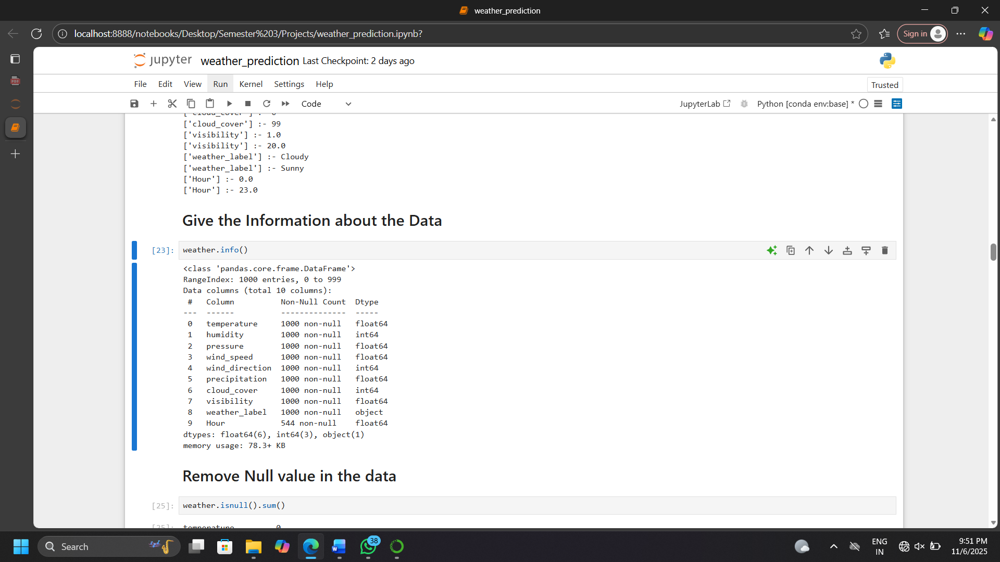 weather_prediction
localhost:8888/notebooks/Desktop/Semester%203/Projects/weather_prediction.ipynb?
Sign in
PDF
jupyter weather_prediction Last Checkpoint: 2 days ago
File Edit View Run Kernel Settings Help
Trusted
Code
JupyterLab
Python [conda env:base] *
['cloud_cover'] :- 0
['cloud_cover'] :- 99
['visibility'] :- 1.0
['visibility'] :- 20.0
['weather_label'] :- Cloudy
['weather_label'] :- Sunny
['Hour'] :- 0.0
['Hour'] :- 23.0
Give the Information about the Data
[23]: weather.info()
<class 'pandas.core.frame.DataFrame'>
RangeIndex: 1000 entries, 0 to 999
Data columns (total 10 columns):
 #   Column          Non-Null Count  Dtype
---  ------          --------------  -----
 0   temperature     1000 non-null   float64
 1   humidity        1000 non-null   int64
 2   pressure        1000 non-null   float64
 3   wind_speed      1000 non-null   float64
 4   wind_direction  1000 non-null   int64
 5   precipitation   1000 non-null   float64
 6   cloud_cover     1000 non-null   int64
 7   visibility      1000 non-null   float64
 8   weather_label   1000 non-null   object
 9   Hour            544 non-null    float64
dtypes: float64(6), int64(3), object(1)
memory usage: 78.3+ KB
Remove Null value in the data
[25]: weather.isnull().sum()
[25]: temperature 0
Search
38
ENG
IN
9:51 PM
11/6/2025